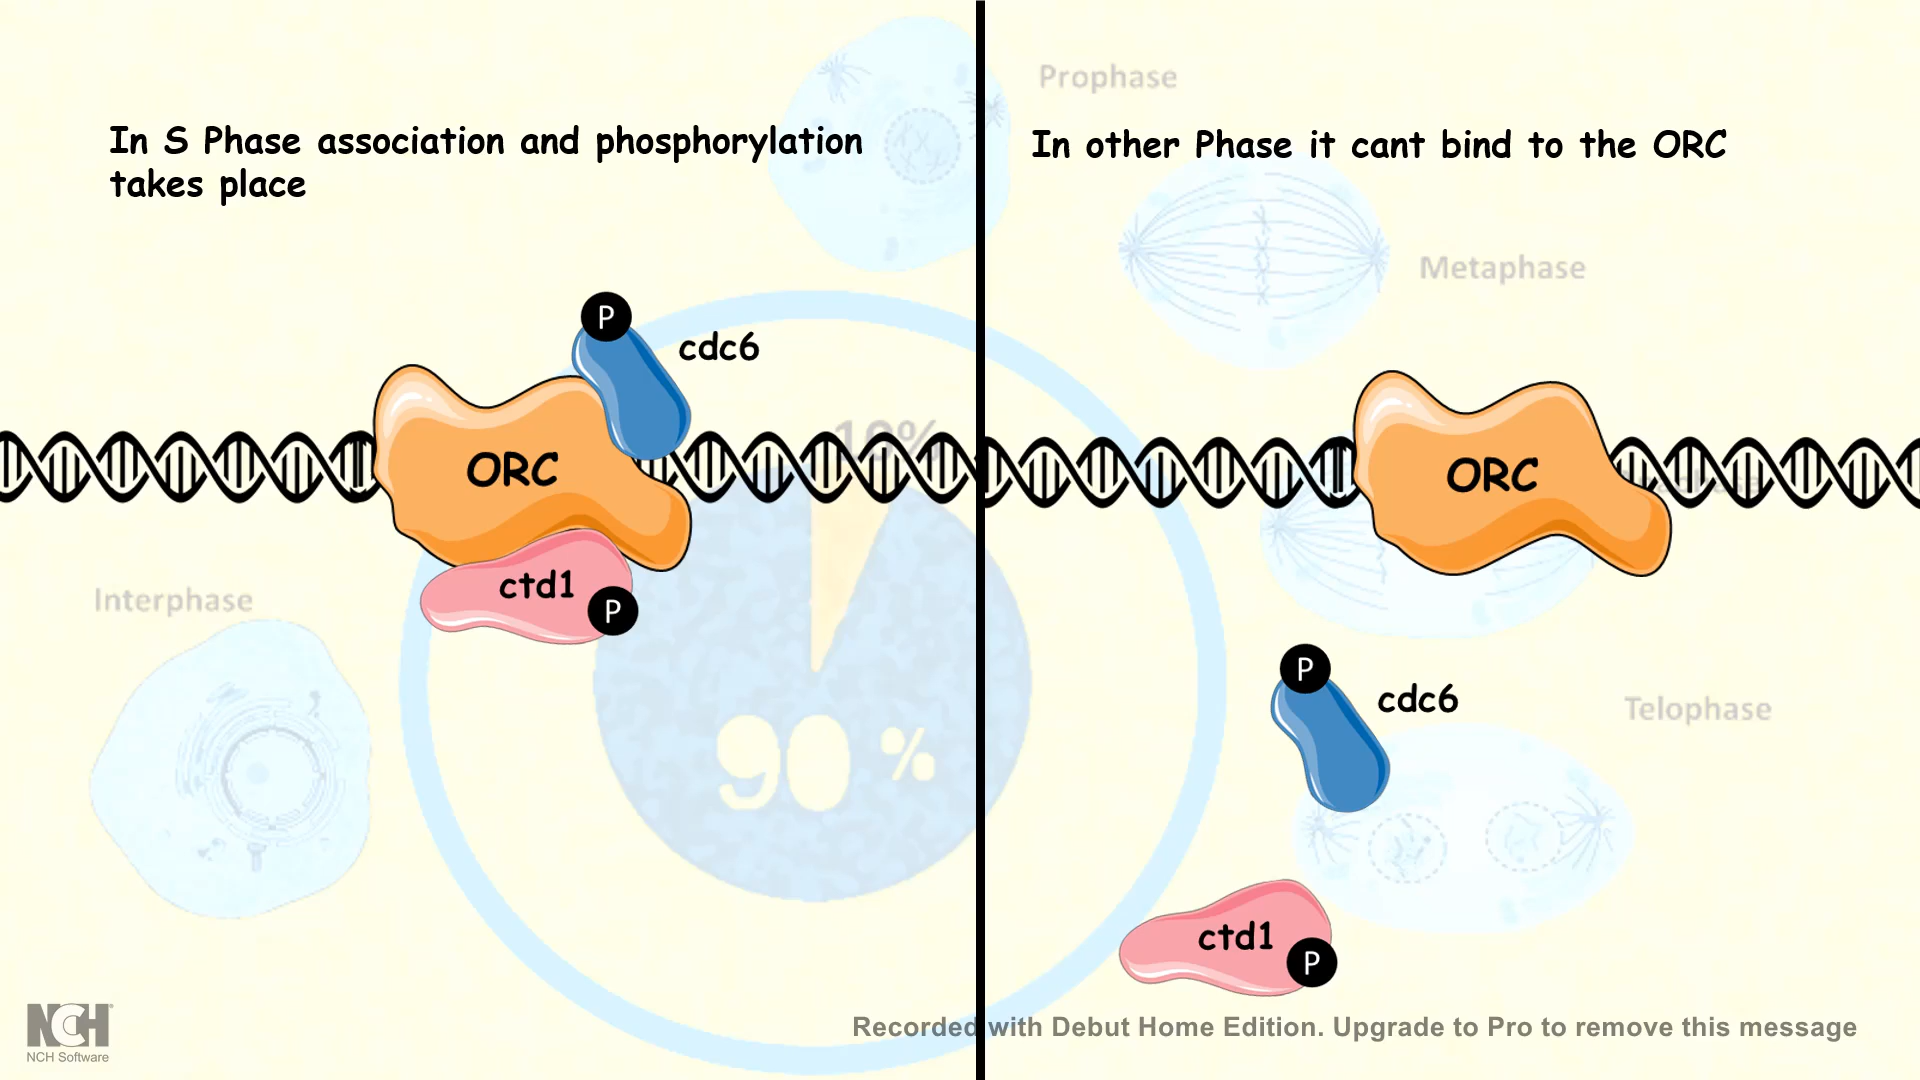 In S Phase association and phosphorylation
takes place
P
cdc6
ORC
ctd1
P
Interphase
10%
90 %
Prophase
In other Phase it cant bind to the ORC
Metaphase
ORC
P
cdc6
Telophase
ctd1
P
NCH
NCH Software
Recorded with Debut Home Edition. Upgrade to Pro to remove this message